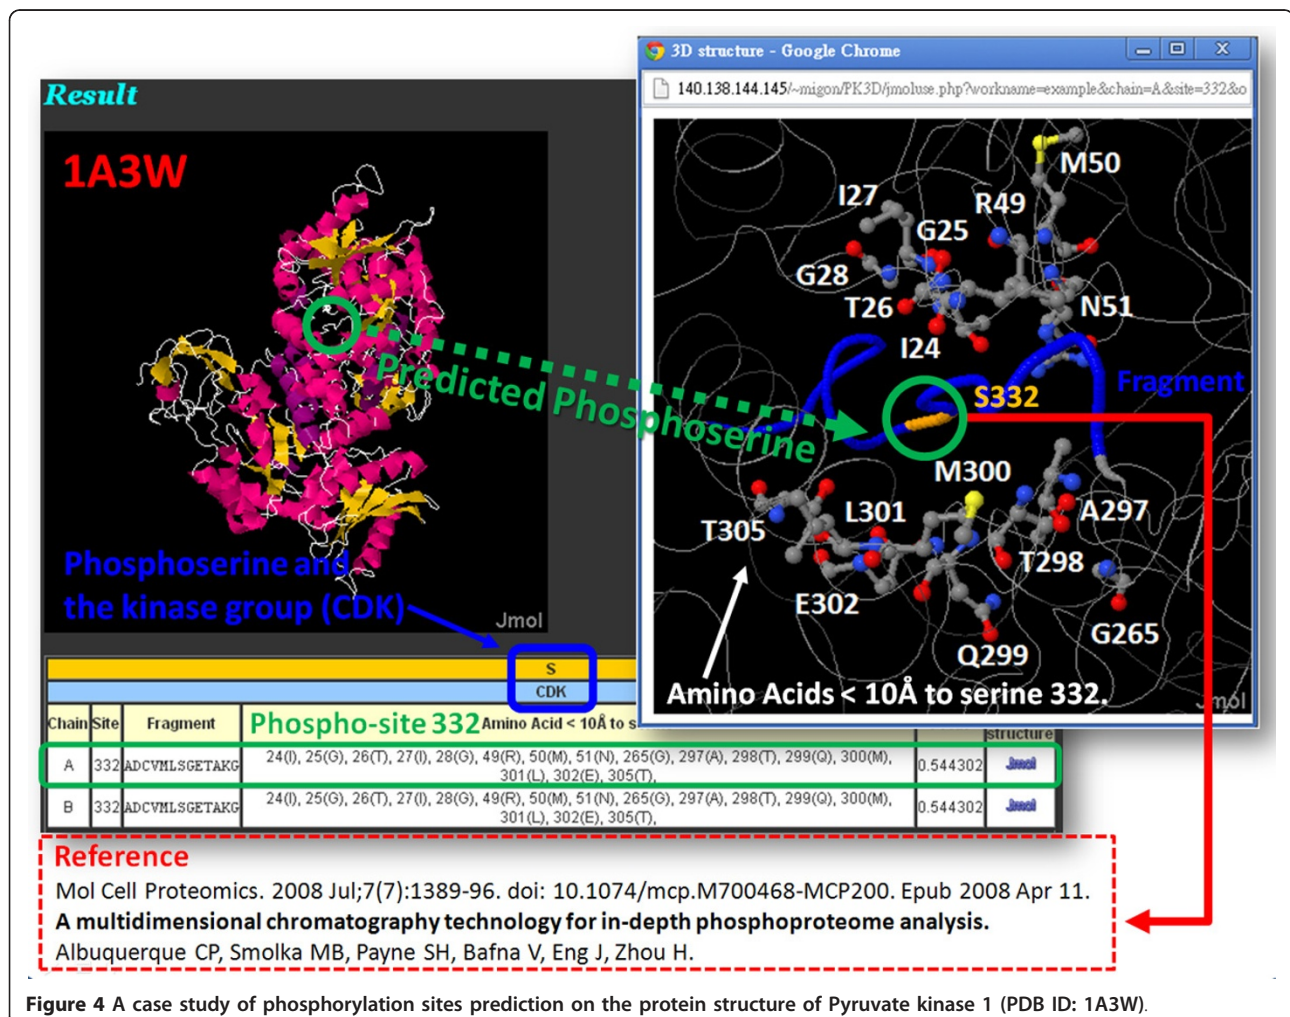 Result
1A3W
Jmol
Predicted Phosphoserine
Phosphoserine and
the kinase group (CDK)
3D structure - Google Chrome
140.138.144.145/~migon/PK3D/jmoluse.php?workname=example&chain=A&site=332&o
M50
I27
R49
G25
G28
T26
N51
I24
Fragment
S332
M300
L301
A297
T305
T298
E302
G265
Q299
Amino Acids < 10Å to serine 332.
Jmol
S
CDK
Chain Site Fragment Phospho-site 332 Amino Acid < 10Å to s structure
A 332 ADCVMLSGETAKG 24(I), 25(G), 26(T), 27(I), 28(G), 49(R), 50(M), 51(N), 265(G), 297(A), 298(T), 299(Q), 300(M), 0.544302 Jmol
301(L), 302(E), 305(T),
B 332 ADCVMLSGETAKG 24(I), 25(G), 26(T), 27(I), 28(G), 49(R), 50(M), 51(N), 265(G), 297(A), 298(T), 299(Q), 300(M), 0.544302 Jmol
301(L), 302(E), 305(T),
Reference
Mol Cell Proteomics. 2008 Jul;7(7):1389-96. doi: 10.1074/mcp.M700468-MCP200. Epub 2008 Apr 11.
A multidimensional chromatography technology for in-depth phosphoproteome analysis.
Albuquerque CP, Smolka MB, Payne SH, Bafna V, Eng J, Zhou H.
Figure 4 A case study of phosphorylation sites prediction on the protein structure of Pyruvate kinase 1 (PDB ID: 1A3W).